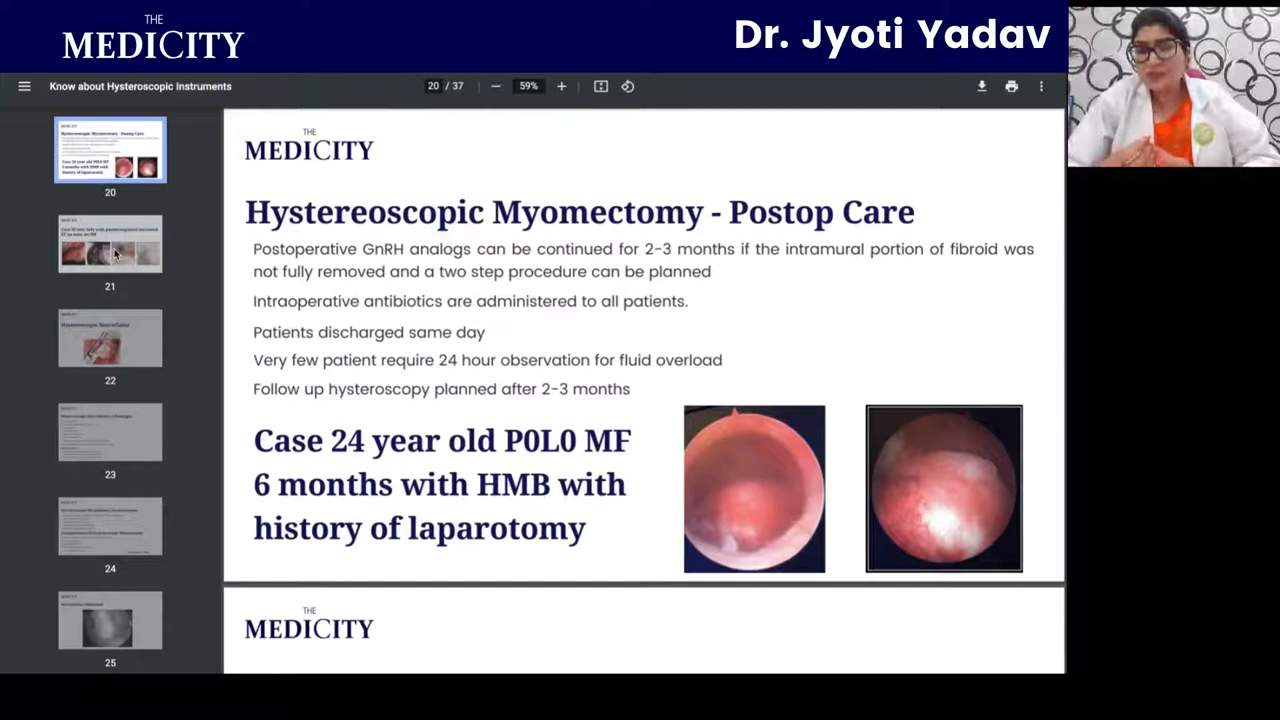 THE
MEDICITY
Dr. Jyoti Yadav
Know about Hysteroscopic Instruments
20 / 37
59%
20
21
22
Hysteroscopic Morcellator
23
24
25
THE
MEDICITY
Hystereoscopic Myomectomy - Postop Care
Postoperative GnRH analogs can be continued for 2-3 months if the intramural portion of fibroid was
not fully removed and a two step procedure can be planned
Intraoperative antibiotics are administered to all patients.
Patients discharged same day
Very few patient require 24 hour observation for fluid overload
Follow up hysteroscopy planned after 2-3 months
Case 24 year old P0L0 MF
6 months with HMB with
history of laparotomy
THE
MEDICITY